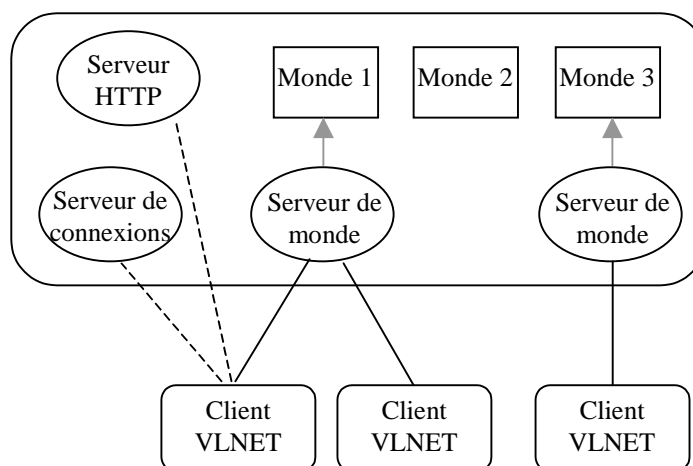 Serveur
HTTP
Monde 1
Monde 2
Monde 3
Serveur de
connexions
Serveur de
monde
Serveur de
monde
Client
VLNET
Client
VLNET
Client
VLNET